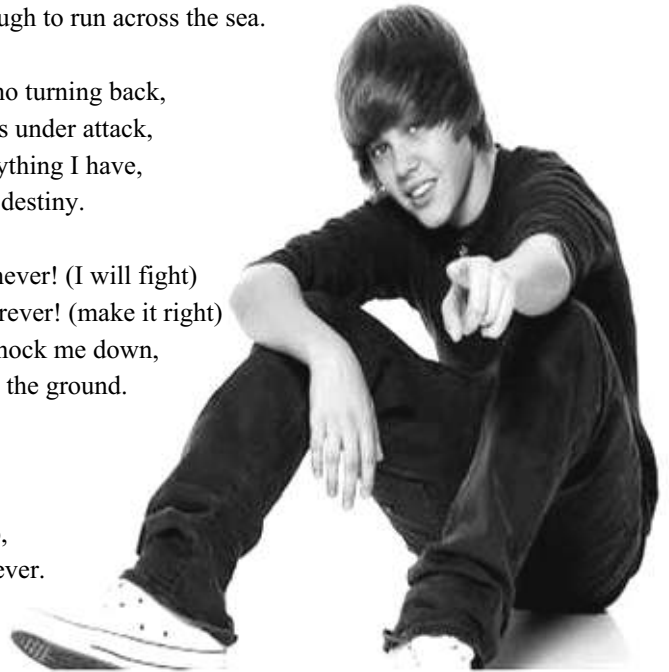 ugh to run across the sea.
no turning back,
s under attack,
ything I have,
destiny.
never! (I will fight)
rever! (make it right)
nock me down,
the ground.
ever.